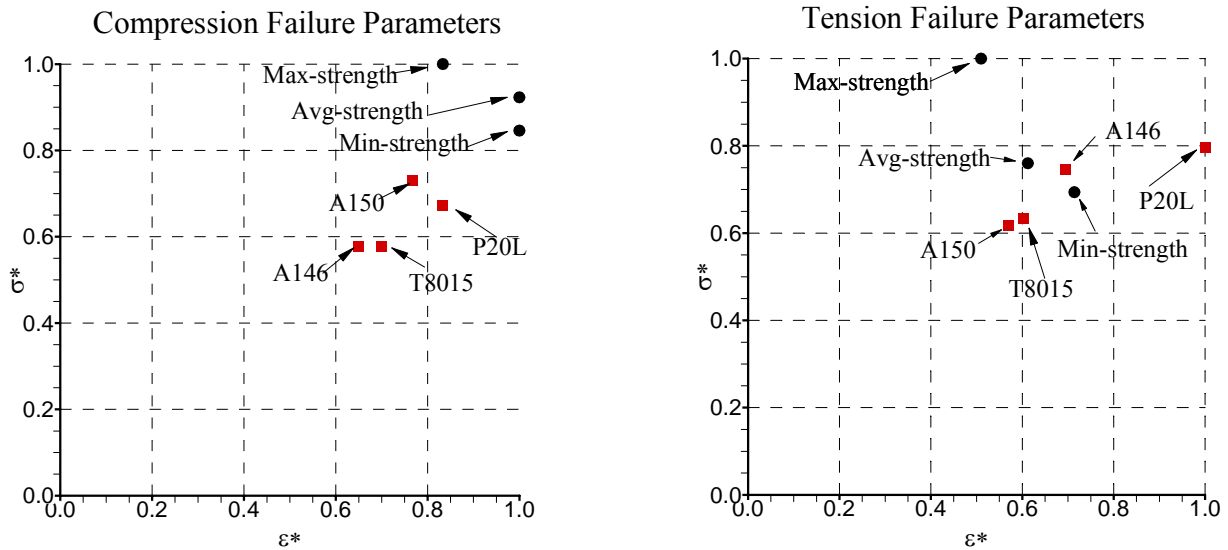 Compression Failure Parameters
1.0
Max-strength
Avg-strength
Min-strength
0.8
A150
P20L
0.6
A146
T8015
σ*
0.4
0.2
0.0
0.0 0.2 0.4 0.6 0.8 1.0
ε*
Tension Failure Parameters
1.0
Max-strength
A146
0.8
Avg-strength
P20L
0.6
A150
Min-strength
T8015
σ*
0.4
0.2
0.0
0.0 0.2 0.4 0.6 0.8 1.0
ε*